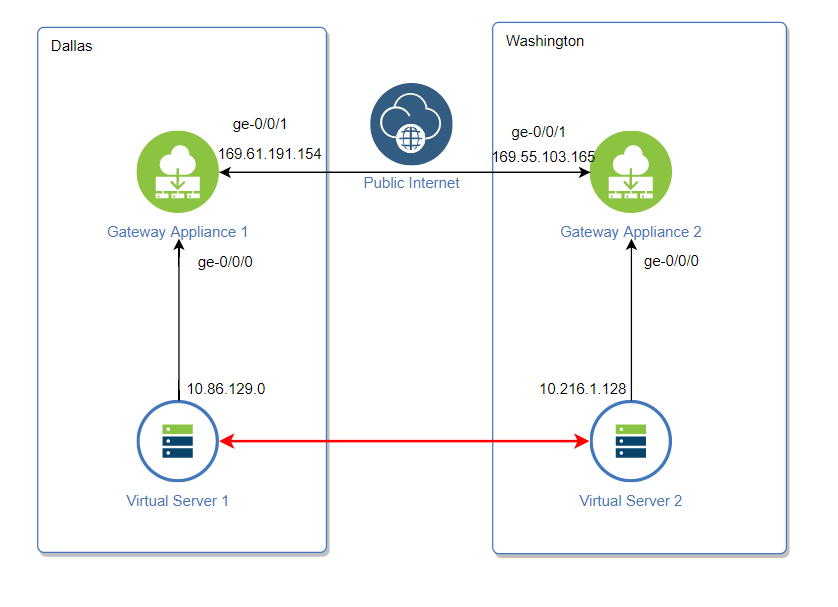 Dallas
Washington
ge-0/0/1
169.61.191.154
Public Internet
ge-0/0/1
169.55.103.165
Gateway Appliance 1
Gateway Appliance 2
ge-0/0/0
ge-0/0/0
10.86.129.0
10.216.1.128
Virtual Server 1
Virtual Server 2